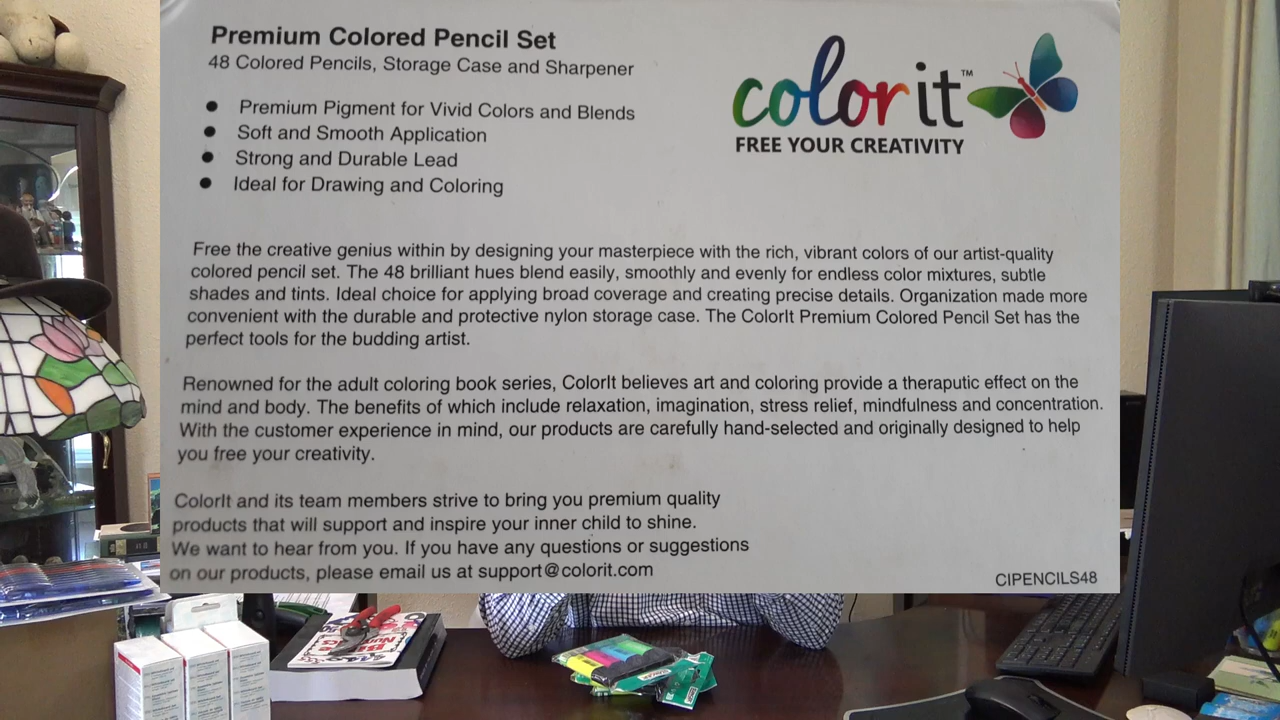 Premium Colored Pencil Set
48 Colored Pencils, Storage Case and Sharpener
● Premium Pigment for Vivid Colors and Blends
● Soft and Smooth Application
● Strong and Durable Lead
● Ideal for Drawing and Coloring
colorit™
FREE YOUR CREATIVITY
Free the creative genius within by designing your masterpiece with the rich, vibrant colors of our artist-quality
colored pencil set. The 48 brilliant hues blend easily, smoothly and evenly for endless color mixtures, subtle
shades and tints. Ideal choice for applying broad coverage and creating precise details. Organization made more
convenient with the durable and protective nylon storage case. The ColorIt Premium Colored Pencil Set has the
perfect tools for the budding artist.
Renowned for the adult coloring book series, ColorIt believes art and coloring provide a theraputic effect on the
mind and body. The benefits of which include relaxation, imagination, stress relief, mindfulness and concentration.
With the customer experience in mind, our products are carefully hand-selected and originally designed to help
you free your creativity.
ColorIt and its team members strive to bring you premium quality
products that will support and inspire your inner child to shine.
We want to hear from you. If you have any questions or suggestions
on our products, please email us at support@colorit.com
CIPENCILS48